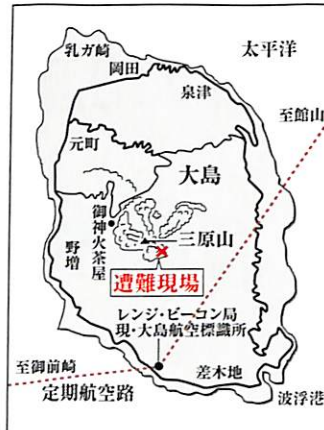 乳ガ崎
岡田
太平洋
泉津
至館山
元町
大島
御神火茶屋
三原山
野増
遭難現場
レンジ・ビーコン局
現・大島航空標識所
至御前崎
差木地
定期航空路
波浮港